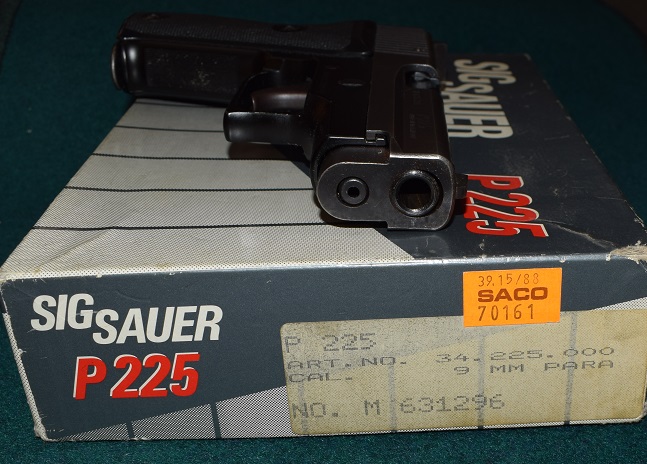 SIG SAUER
P 225
SIG SAUER
P 225
39.15/88
SACO
70161
P 225
ART.NO. 34.225.000
CAL. 9 MM PARA
NO. M 631296